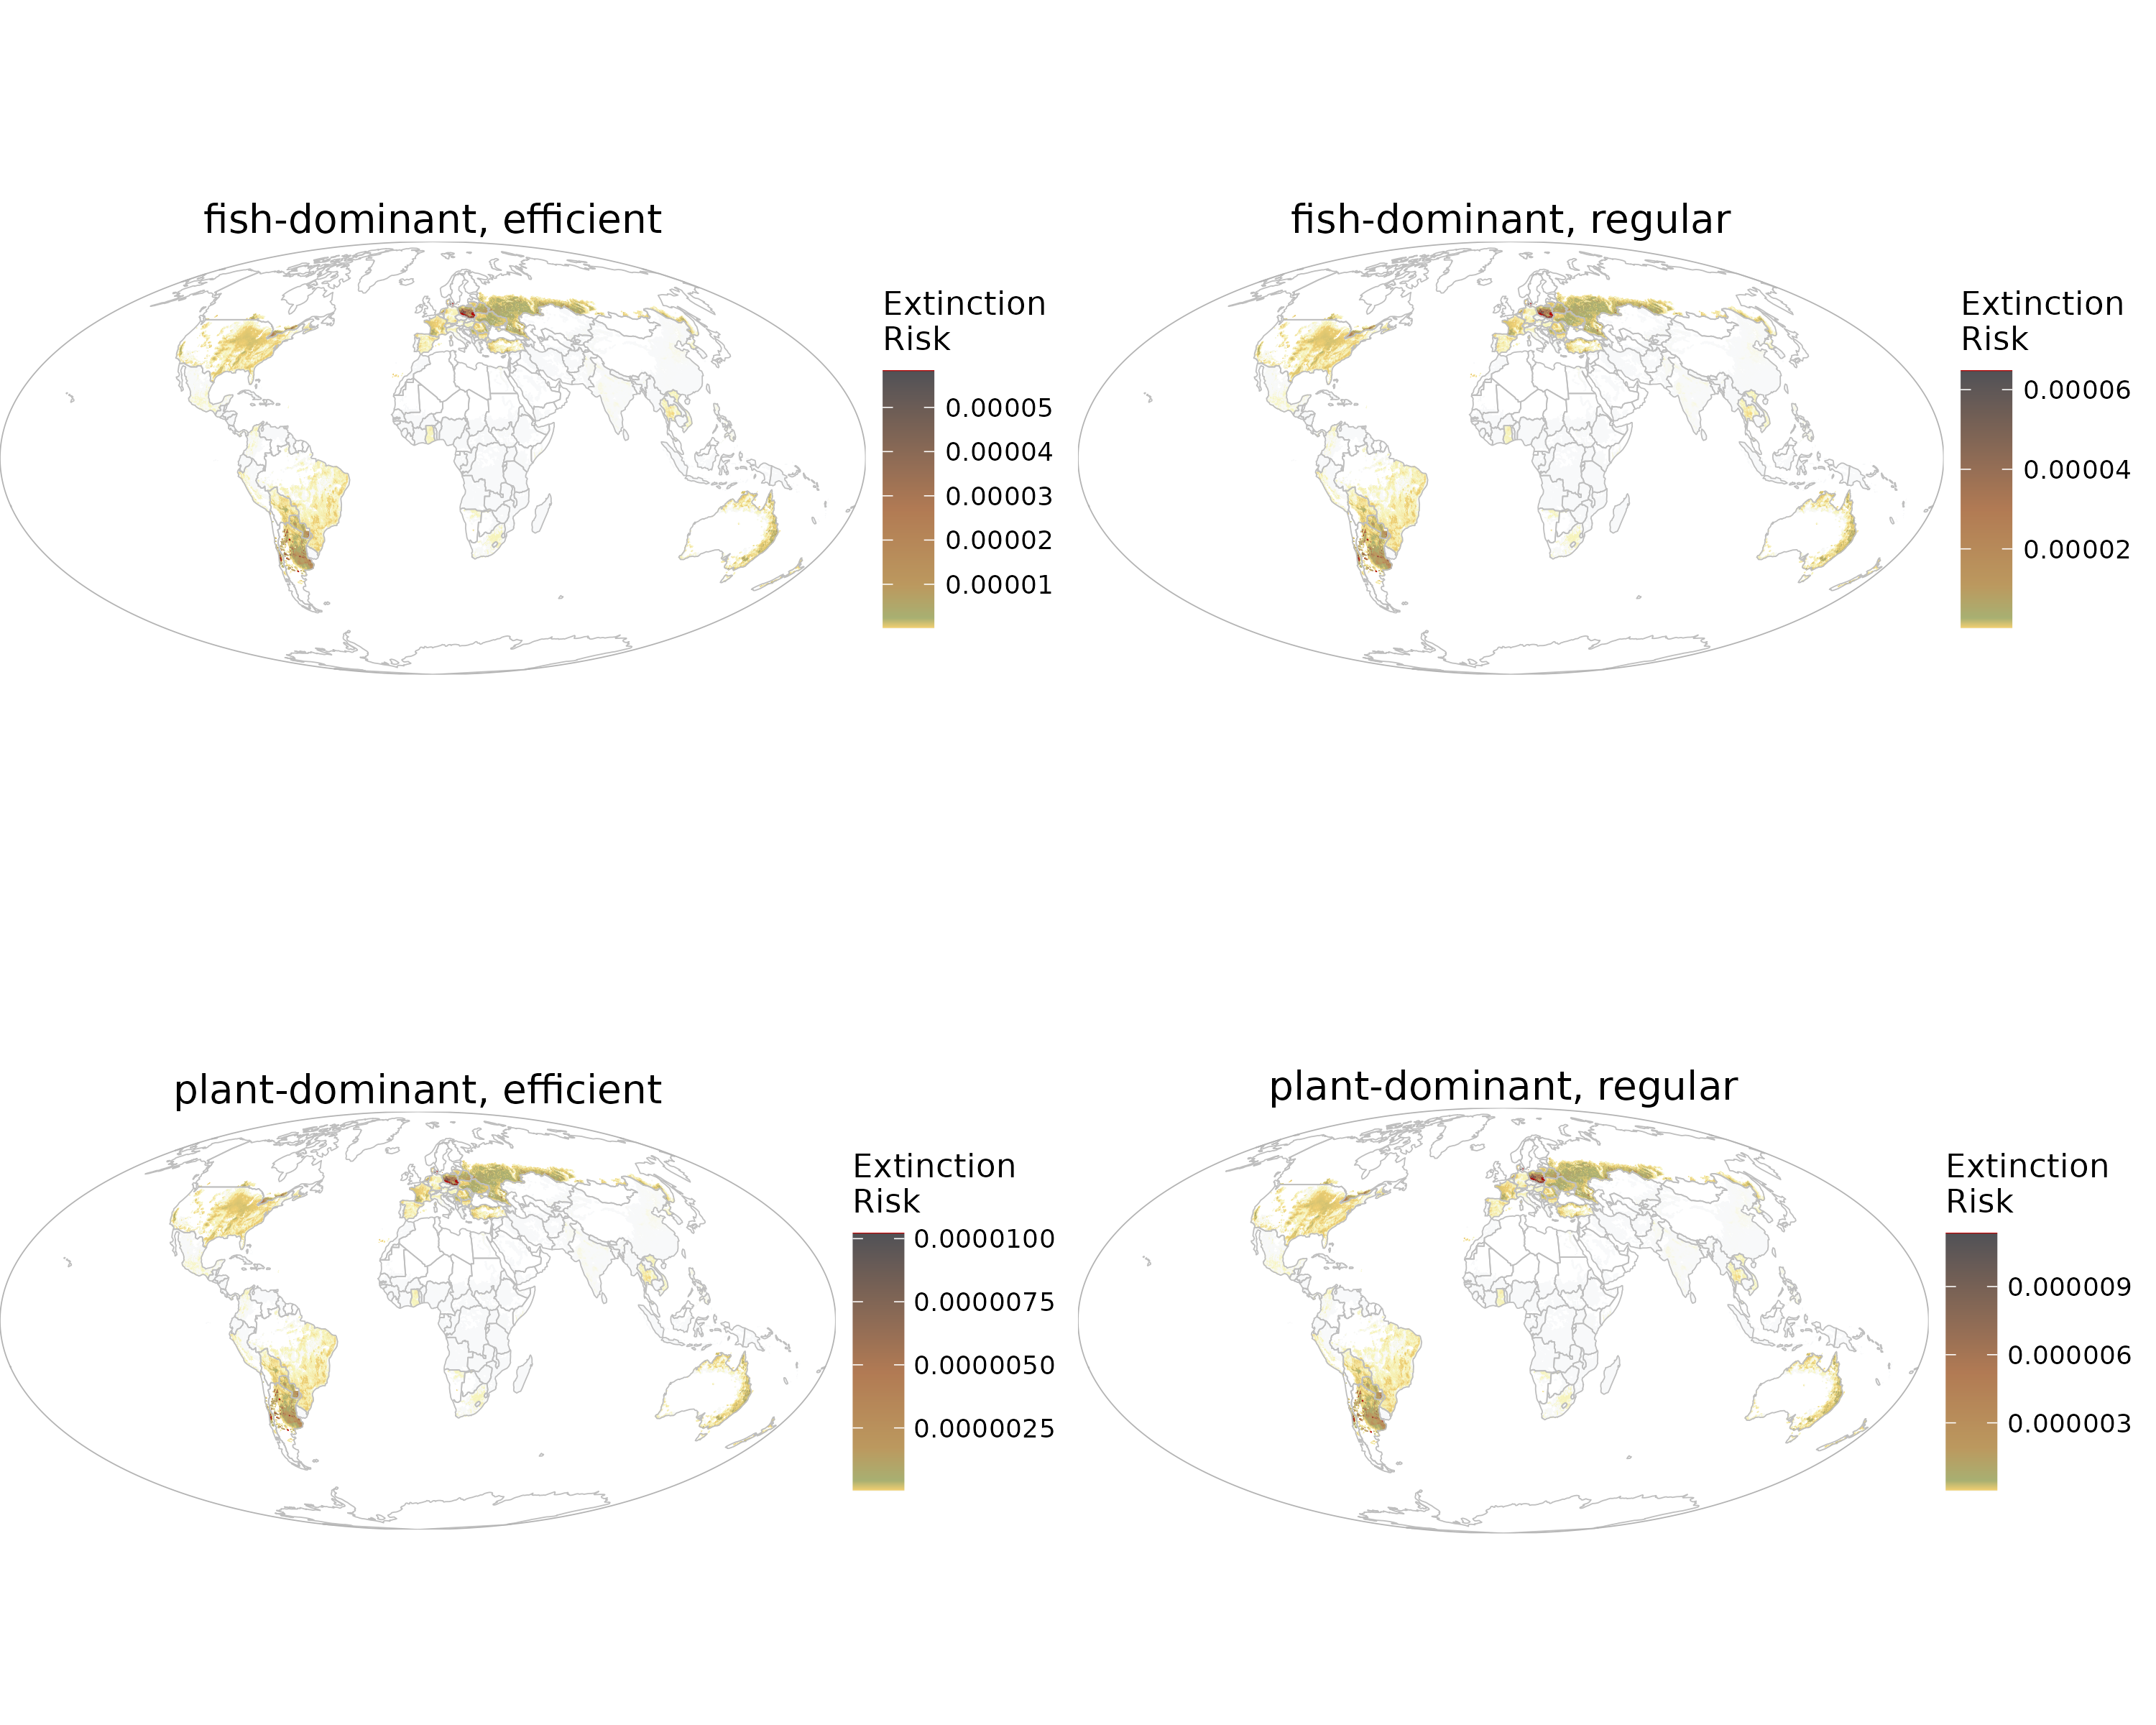 fish-dominant, efficient
Extinction
Risk
0.00005
0.00004
0.00003
0.00002
0.00001
fish-dominant, regular
Extinction
Risk
0.00006
0.00004
0.00002
plant-dominant, efficient
Extinction
Risk
0.0000100
0.0000075
0.0000050
0.0000025
plant-dominant, regular
Extinction
Risk
0.000009
0.000006
0.000003